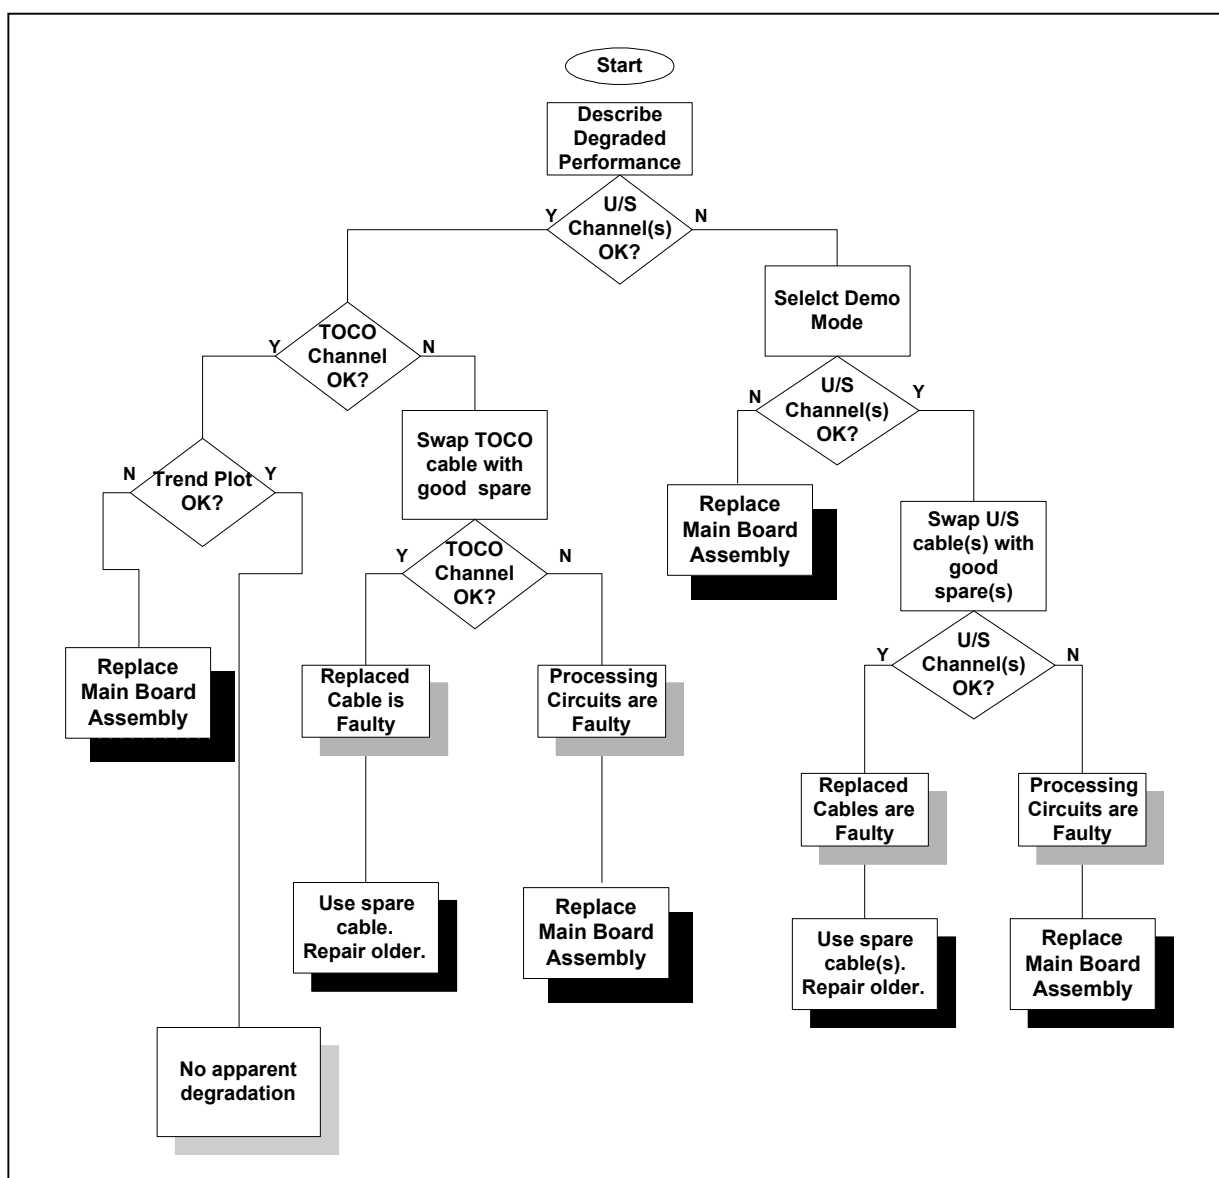 Start
Describe
Degraded
Performance
Y
U/S
Channel(s)
OK?
N
Selelct Demo
Mode
Y
TOCO
Channel
OK?
N
N
U/S
Channel(s)
OK?
Y
Swap TOCO
cable with
good spare
N
Trend Plot
OK?
Y
Replace
Main Board
Assembly
Swap U/S
cable(s) with
good
spare(s)
Y
TOCO
Channel
OK?
N
Y
U/S
Channel(s)
OK?
N
Replace
Main Board
Assembly
Replaced
Cable is
Faulty
Processing
Circuits are
Faulty
Replaced
Cables are
Faulty
Processing
Circuits are
Faulty
Use spare
cable.
Repair older.
Replace
Main Board
Assembly
Use spare
cable(s).
Repair older.
Replace
Main Board
Assembly
No apparent
degradation